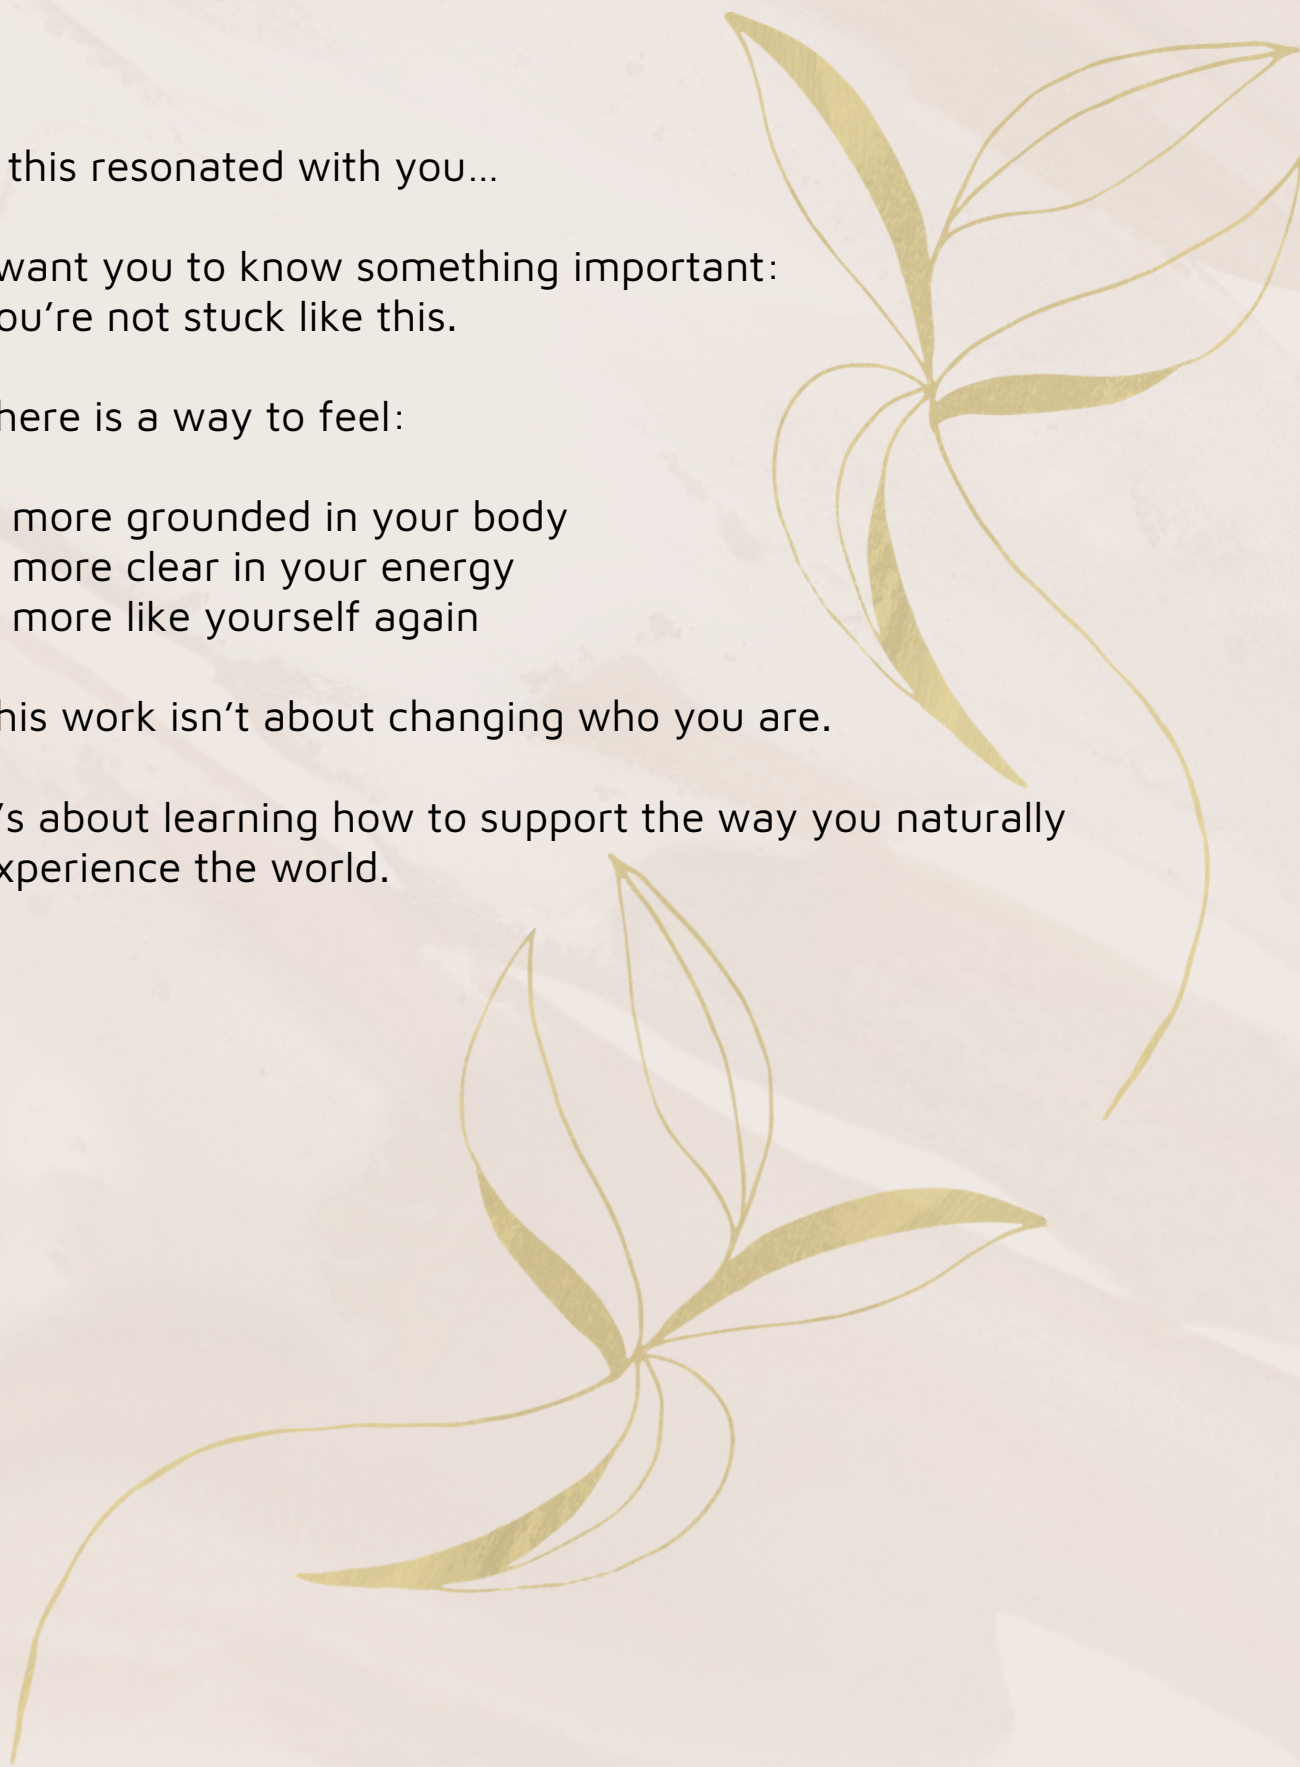 this resonated with you...
want you to know something important:
ou’re not stuck like this.
here is a way to feel:
more grounded in your body
more clear in your energy
more like yourself again
his work isn’t about changing who you are.
’s about learning how to support the way you naturally
xperience the world.